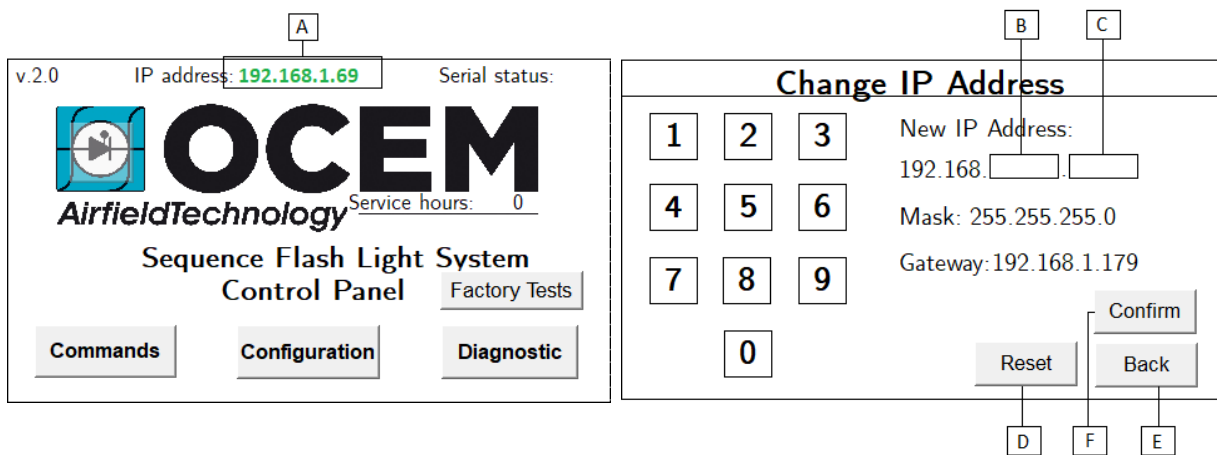 A
B
C
v.2.0 IP address: 192.168.1.69 Serial status:
OCEM
AirfieldTechnology
Service hours: 0
Sequence Flash Light System
Control Panel
Factory Tests
Commands
Configuration
Diagnostic
Change IP Address
1 2 3
4 5 6
7 8 9
0
New IP Address:
192.168. .
Mask: 255.255.255.0
Gateway:192.168.1.179
Confirm
Reset
Back
D
F
E